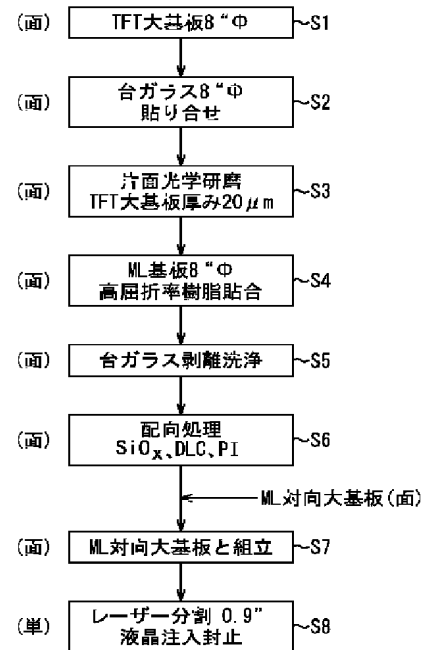 (面) TFT大基板8“Φ ～S1
(面) 台ガラス8“Φ ～S2
貼り合せ
(面) 片面光学研磨 ～S3
TFT大基板厚み20μm
(面) ML基板8“Φ ～S4
高屈折率樹脂貼合
(面) 台ガラス剥離洗浄 ～S5
(面) 配向処理 ～S6
SiOx、DLC、PI
ML対向大基板(面)
(面) ML対向大基板と組立 ～S7
(単) レーザー分割 0.9” ～S8
液晶注入封止